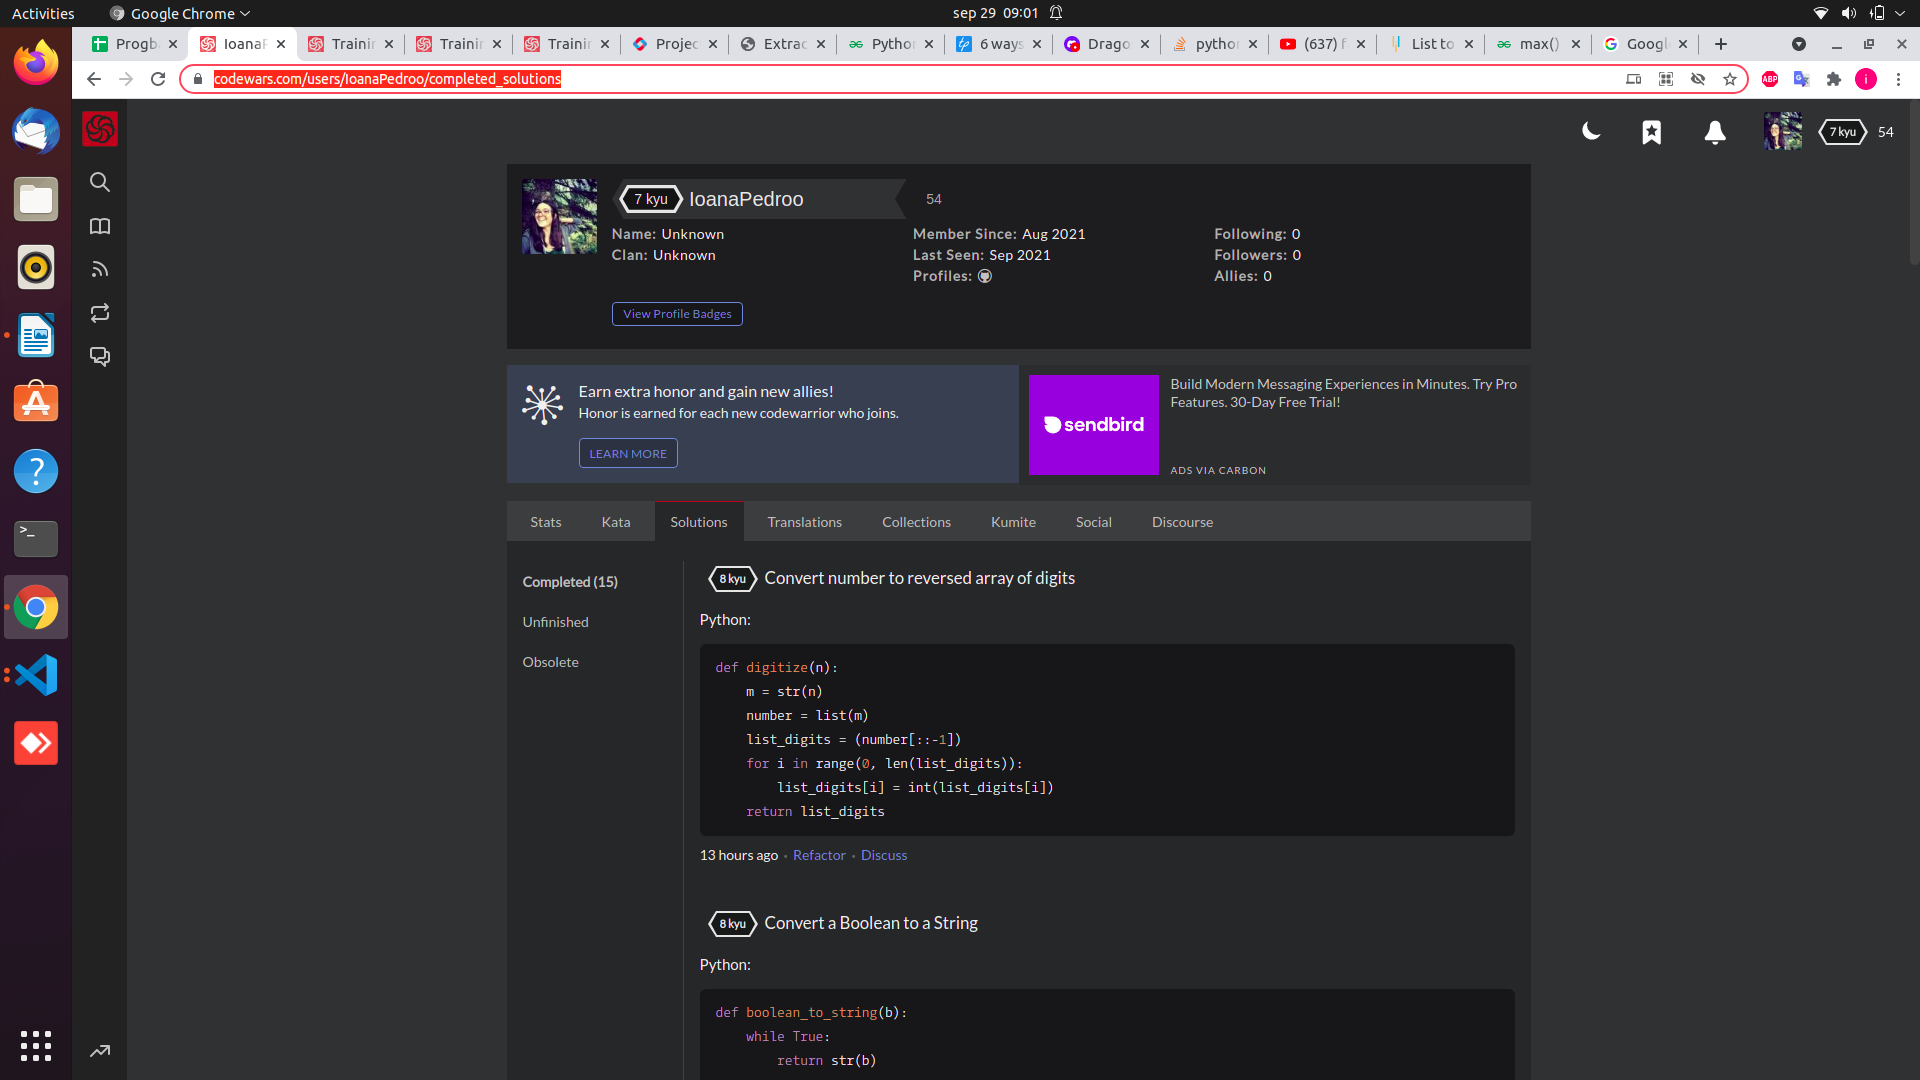 Activities Google Chrome sep 29 09:01
Progb IoanaP Trainin Trainin Trainin Projec Extrac Python 6 ways Drago python (637) f List to max() Googl
codewars.com/users/IoanaPedroo/completed_solutions ABP i
7 kyu 54
7 kyu IoanaPedroo 54
Name: Unknown Member Since: Aug 2021 Following: 0
Clan: Unknown Last Seen: Sep 2021 Followers: 0
Profiles: Allies: 0
View Profile Badges
Earn extra honor and gain new allies!
Honor is earned for each new codewarrior who joins.
LEARN MORE
sendbird
Build Modern Messaging Experiences in Minutes. Try Pro
Features. 30-Day Free Trial!
ADS VIA CARBON
Stats Kata Solutions Translations Collections Kumite Social Discourse
Completed (15)
Unfinished
Obsolete
8 kyu Convert number to reversed array of digits
Python:
def digitize(n):
    m = str(n)
    number = list(m)
    list_digits = (number[::-1])
    for i in range(0, len(list_digits)):
        list_digits[i] = int(list_digits[i])
    return list_digits
13 hours ago · Refactor · Discuss
8 kyu Convert a Boolean to a String
Python:
def boolean_to_string(b):
    while True:
        return str(b)